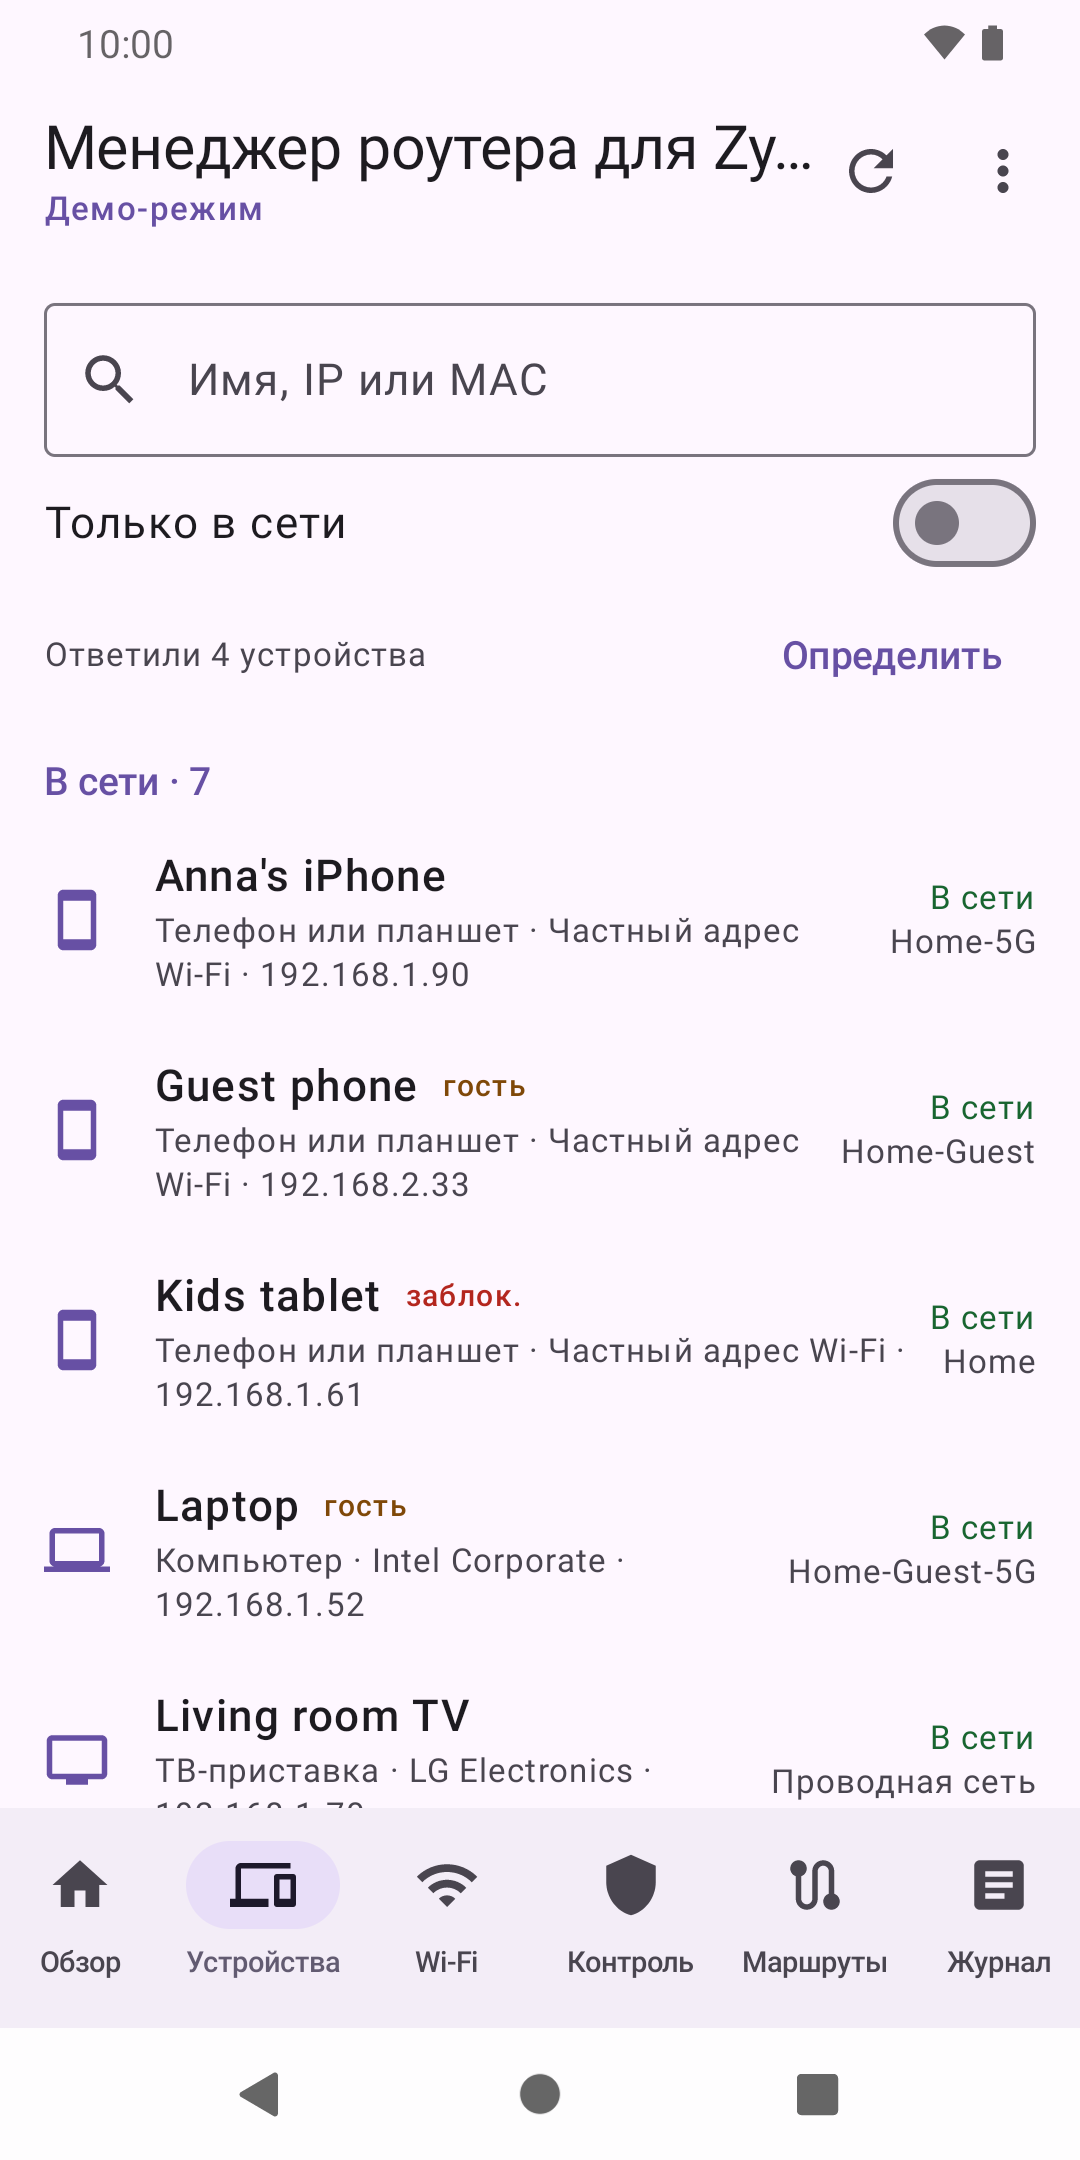 10:00
Менеджер роутера для Zy...
Демо-режим
Имя, IP или MAC
Только в сети
Ответили 4 устройства
Определить
В сети · 7
Anna's iPhone
Телефон или планшет · Частный адрес
Wi-Fi · 192.168.1.90
В сети
Home-5G
Guest phone гость
Телефон или планшет · Частный адрес
Wi-Fi · 192.168.2.33
В сети
Home-Guest
Kids tablet заблок.
Телефон или планшет · Частный адрес Wi-Fi ·
192.168.1.61
В сети
Home
Laptop гость
Компьютер · Intel Corporate ·
192.168.1.52
В сети
Home-Guest-5G
Living room TV
ТВ-приставка · LG Electronics ·
В сети
Проводная сеть
Обзор
Устройства
Wi-Fi
Контроль
Маршруты
Журнал